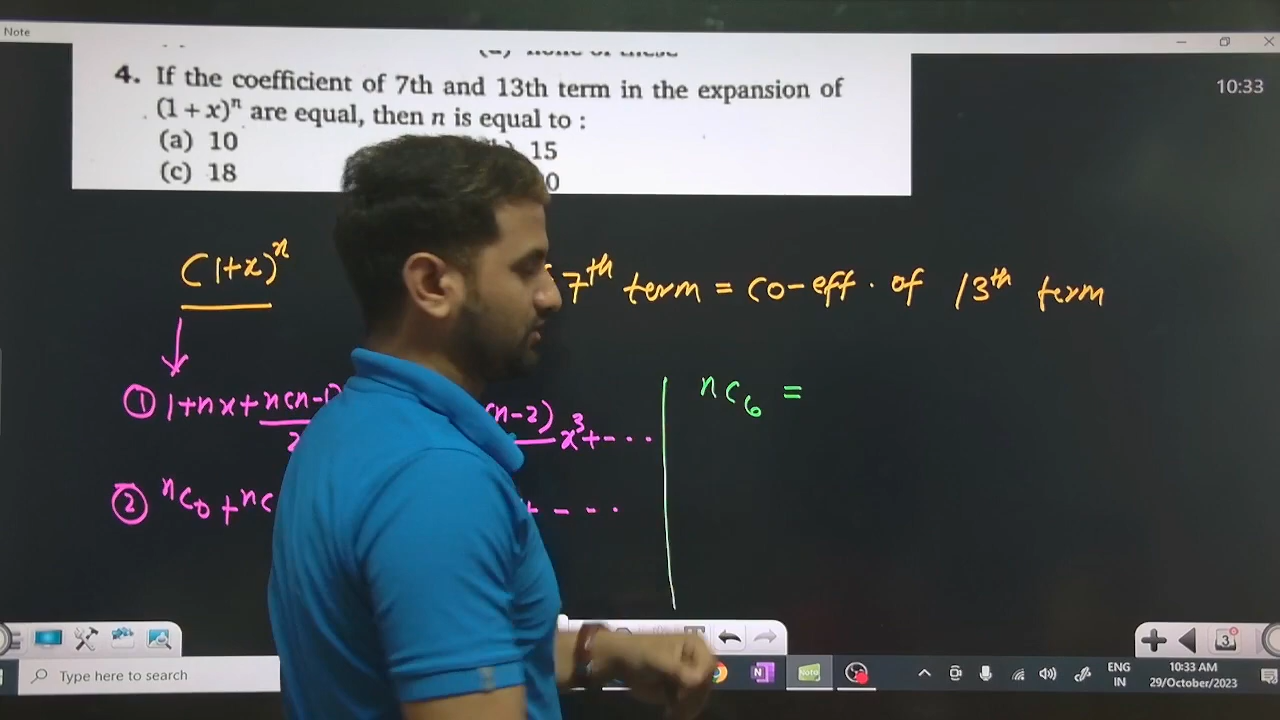 Note
4. If the coefficient of 7th and 13th term in the expansion of
(1 + x)ⁿ are equal, then n is equal to :
(a) 10 15
(c) 18 0
10:33
(1+x)ⁿ 7th term = co-eff. of 13th term
① 1+nx+n(n-1) (n-2) x³+ - - -
② ⁿC₀ + ⁿC + - - - -
ⁿC₆ =
3
Type here to search
N
Note
ENG
IN
10:33 AM
29/October/2023